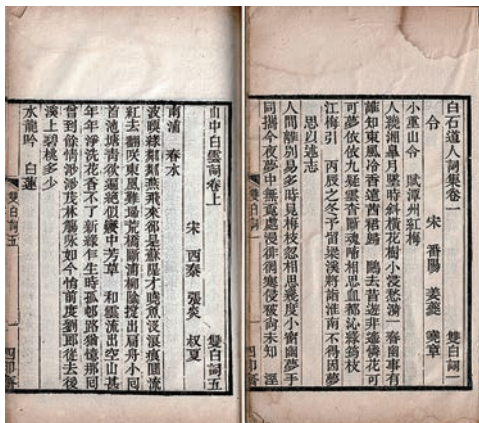 白石道人詞集卷一　雙白詞一
令　宋　番陽　姜夔　堯章
小重山令　賦潭州紅梅
人繞湘皋月墜時斜橫花樹小浸愁漪一春幽事有
誰知東風冷香遠茜裙歸　鷗去昔遊非遙憐花可
可夢依依九疑雲杳斷魂啼相思血都沁綠筠枝
江梅引　丙辰之冬予留梁溪將詣淮南不得因夢
思以述志
人間離別易多時見梅枝忽相思幾度小窗幽夢手
同攜今夜夢中無覓處漫徘徊寒侵被尚未知　溼
山中白雲詞卷上　雙白詞五
宋　西秦　張炎　叔夏
南浦　春水
波暖綠粼粼燕飛來卻是蘇隄才曉魚沒浪痕圓流
紅去翻笑東風難埽荒橋斷浦柳陰撐出扁舟小回
首池塘青欲遍絕似夢中芳草　和雲流出空山甚
年年淨洗花香不了新綠乍生時孤邨路猶憶那回
曾到餘情渺渺茂林觴詠如今悄前度劉郎從去後
溪上碧桃多少
水龍吟　白蓮
雙白詞五　一　四印齋